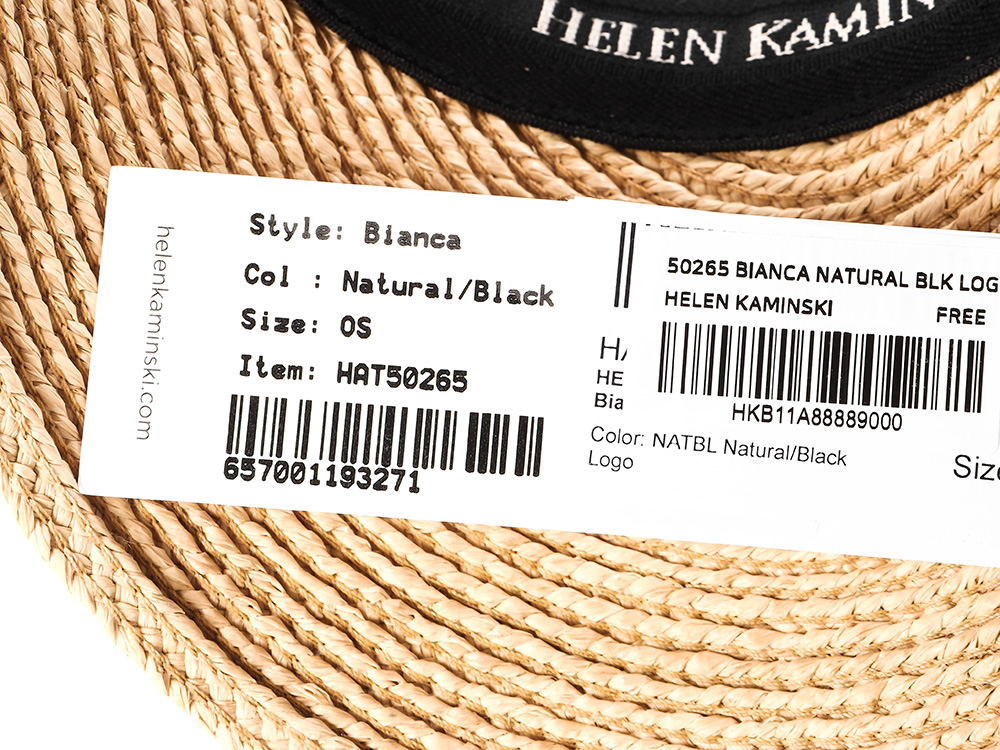 HELEN KAMIN
helenkaminski.com
Style: Bianca
Col : Natural/Black
Size: OS
Item: HAT50265
657001193271
50265 BIANCA NATURAL BLK LOG
HELEN KAMINSKI FREE
HKB11A88889000
HE
Bia
Color: NATBL Natural/Black
Logo
Size